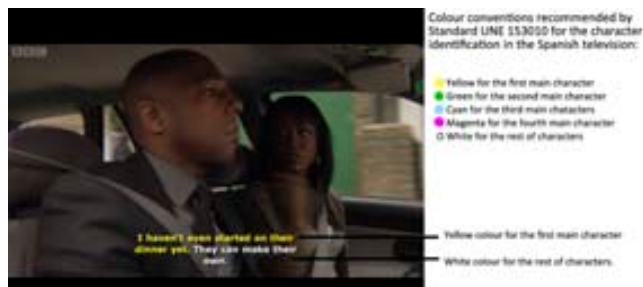 BBC
Colour conventions recommended by
Standard UNE 153010 for the character
identification in the Spanish television:
Yellow for the first main character
Green for the second main character
Cyan for the third main chatacters
Magenta for the fourth main character
White for the rest of characters
I haven't even started on their
dinner yet. They can make their
own.
Yellow colour for the first main character
White colour for the rest of characters.